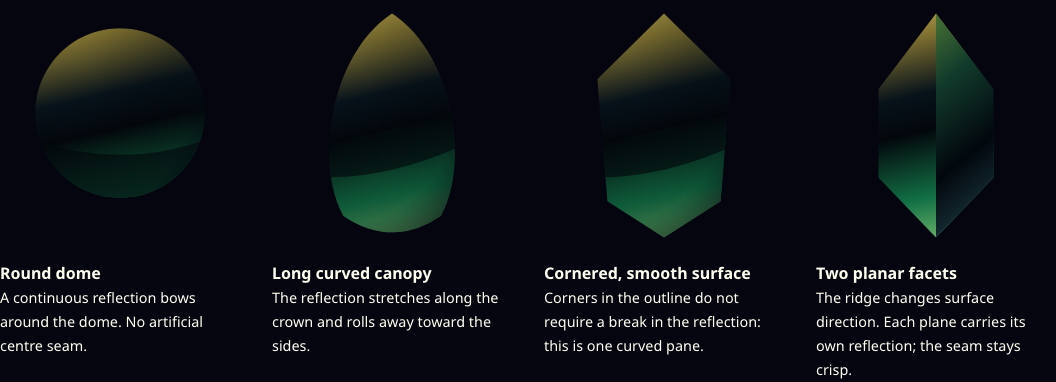 Round dome
A continuous reflection bows
around the dome. No artificial
centre seam.
Long curved canopy
The reflection stretches along the
crown and rolls away toward the
sides.
Cornered, smooth surface
Corners in the outline do not
require a break in the reflection:
this is one curved pane.
Two planar facets
The ridge changes surface
direction. Each plane carries its
own reflection; the seam stays
crisp.